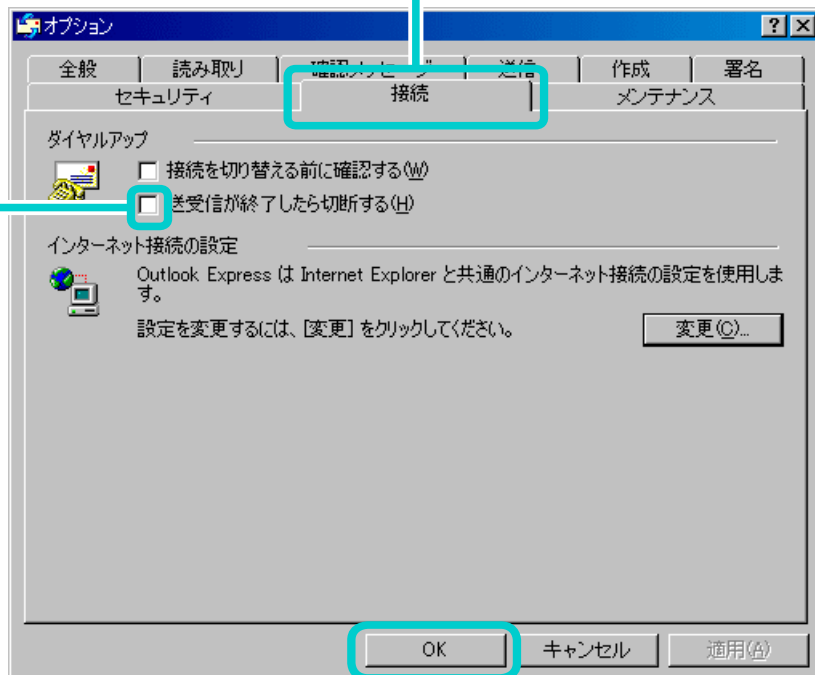 オプション
全般 読み取り 確認メッセージ 送信 作成 署名
セキュリティ 接続 メンテナンス
ダイヤルアップ
接続を切り替える前に確認する(W)
送受信が終了したら切断する(H)
インターネット接続の設定
Outlook Express は Internet Explorer と共通のインターネット接続の設定を使用しま
す。
設定を変更するには、[変更] をクリックしてください。 変更(C)...
OK キャンセル 適用(A)